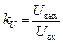 k_U = U_вых / U_вх